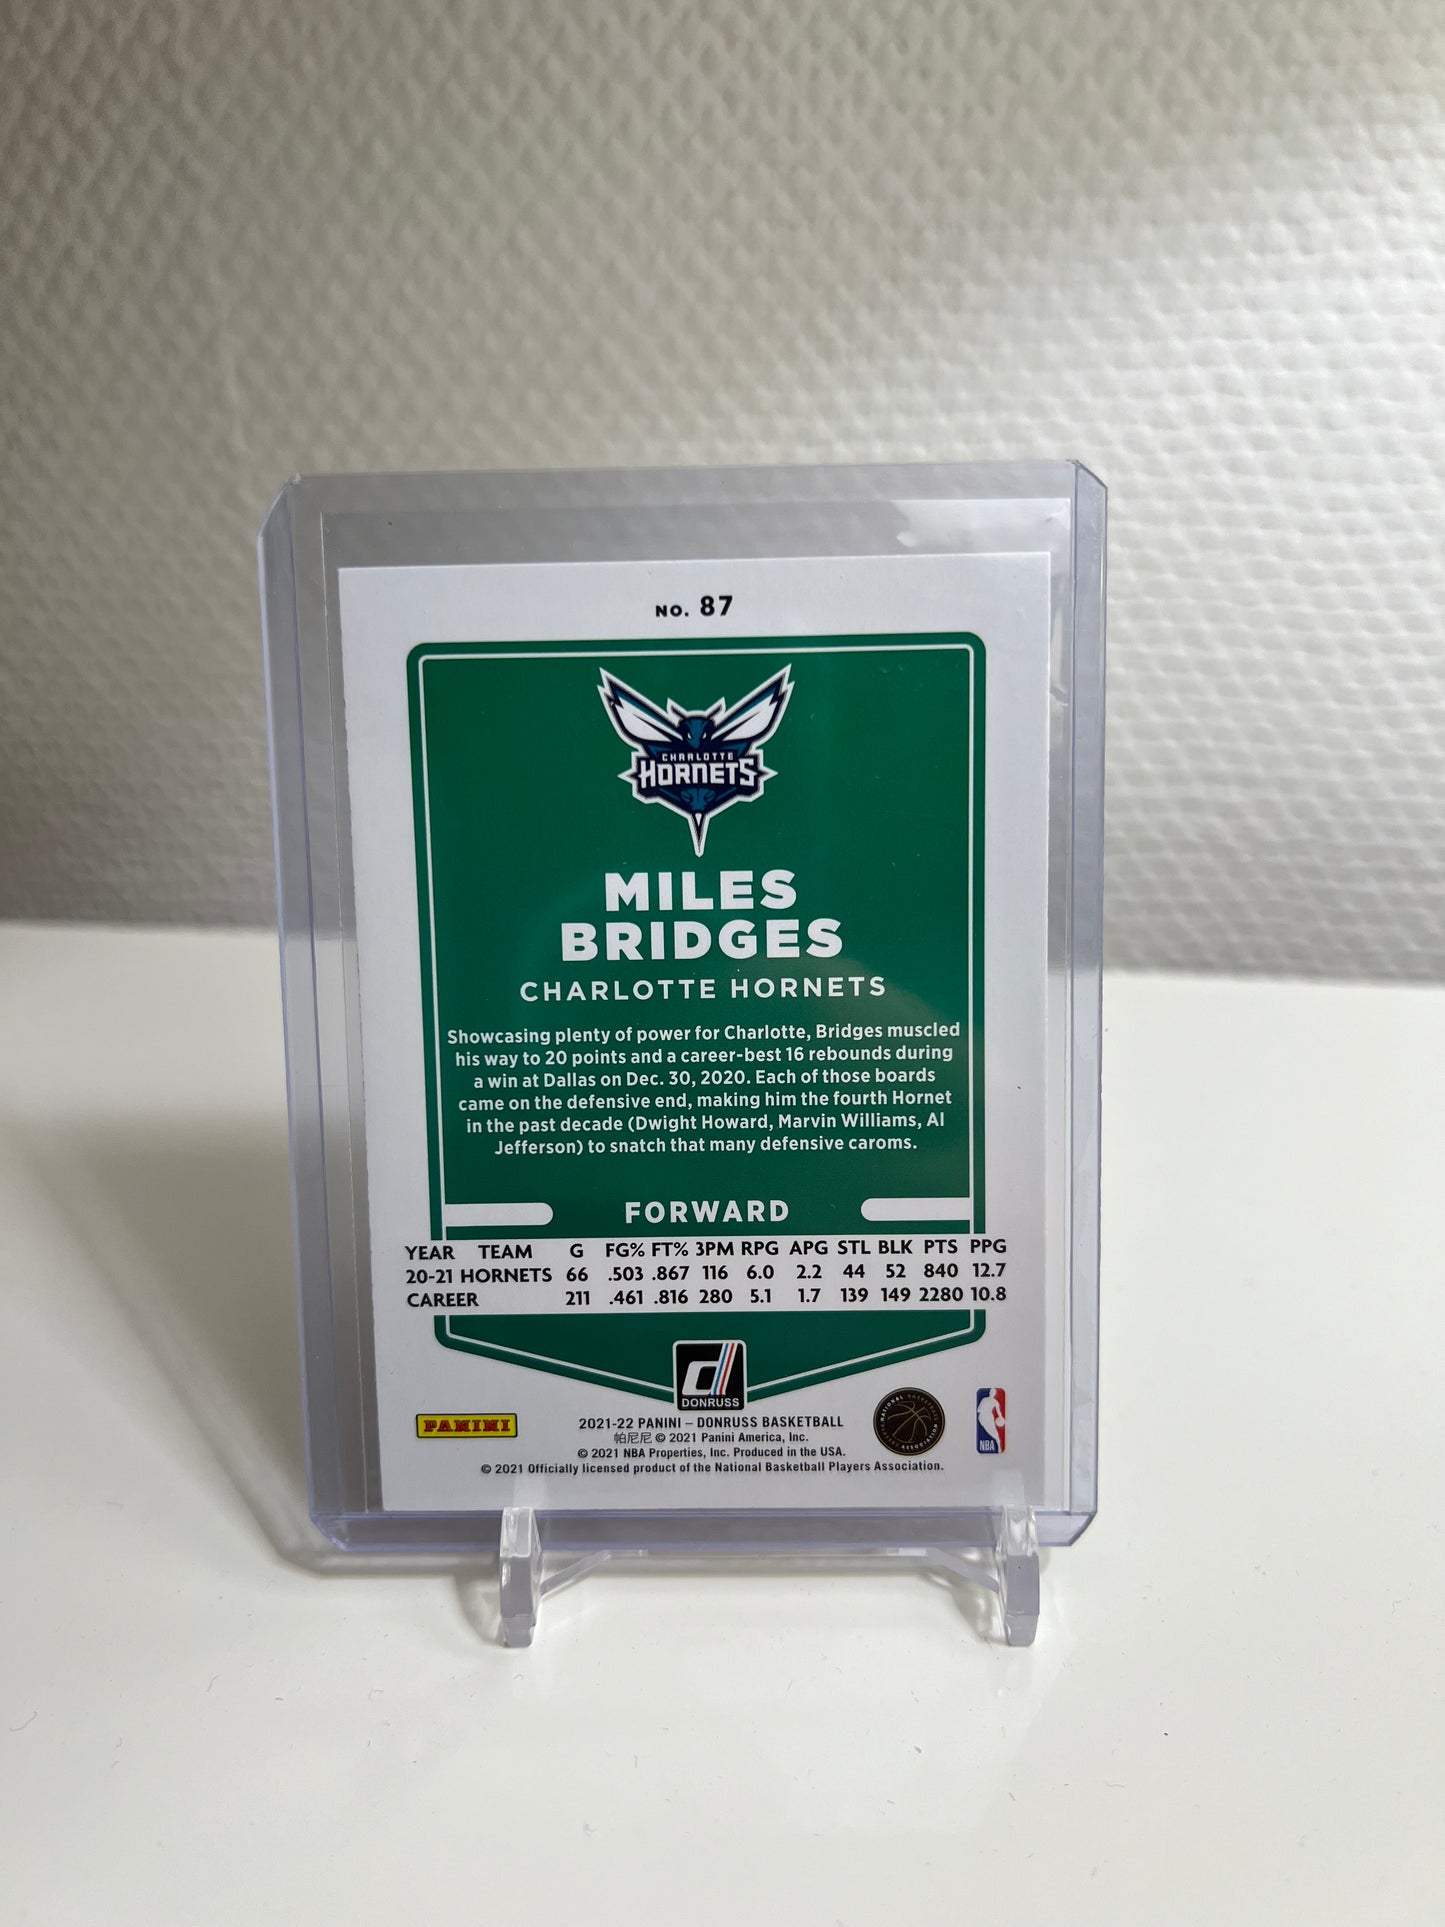 NO. 87
CHARLOTTE
HORNETS
MILES
BRIDGES
CHARLOTTE HORNETS
Showcasing plenty of power for Charlotte, Bridges muscled
his way to 20 points and a career-best 16 rebounds during
a win at Dallas on Dec. 30, 2020. Each of those boards
came on the defensive end, making him the fourth Hornet
in the past decade (Dwight Howard, Marvin Williams, Al
Jefferson) to snatch that many defensive caroms.
FORWARD
YEAR TEAM G FG% FT% 3PM RPG APG STL BLK PTS PPG
20-21 HORNETS 66 .503 .867 116 6.0 2.2 44 52 840 12.7
CAREER 211 .461 .816 280 5.1 1.7 139 149 2280 10.8
DONRUSS
PANINI
2021-22 PANINI – DONRUSS BASKETBALL
帕尼尼 © 2021 Panini America, Inc.
© 2021 NBA Properties, Inc. Produced in the USA.
© 2021 Officially licensed product of the National Basketball Players Association.
NATIONAL BASKETBALL
PLAYERS ASSOCIATION
NBA